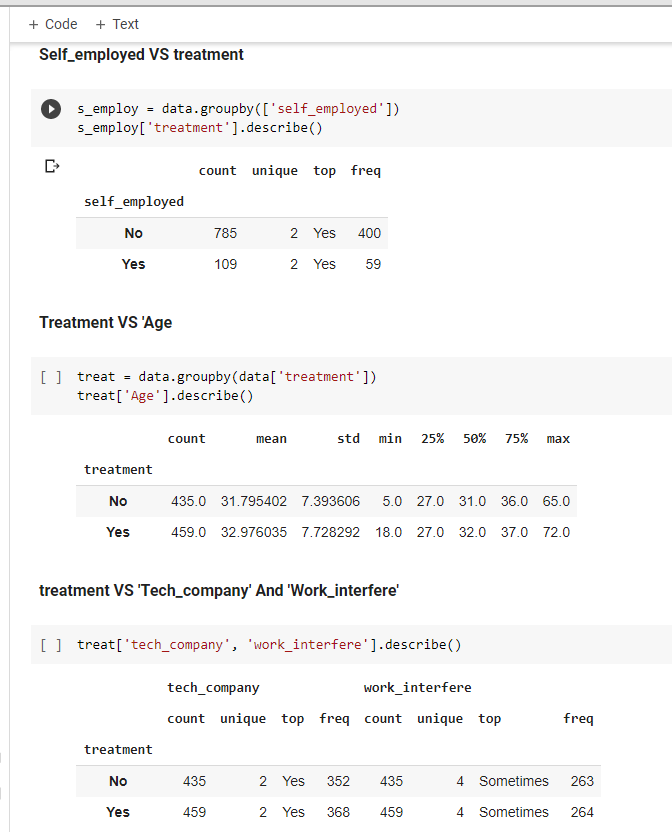 + Code + Text
Self_employed VS treatment
s_employ = data.groupby(['self_employed'])
s_employ['treatment'].describe()
count unique top freq
self_employed
No 785 2 Yes 400
Yes 109 2 Yes 59
Treatment VS 'Age
[ ] treat = data.groupby(data['treatment'])
treat['Age'].describe()
count mean std min 25% 50% 75% max
treatment
No 435.0 31.795402 7.393606 5.0 27.0 31.0 36.0 65.0
Yes 459.0 32.976035 7.728292 18.0 27.0 32.0 37.0 72.0
treatment VS 'Tech_company' And 'Work_interfere'
[ ] treat['tech_company', 'work_interfere'].describe()
tech_company work_interfere
count unique top freq count unique top freq
treatment
No 435 2 Yes 352 435 4 Sometimes 263
Yes 459 2 Yes 368 459 4 Sometimes 264